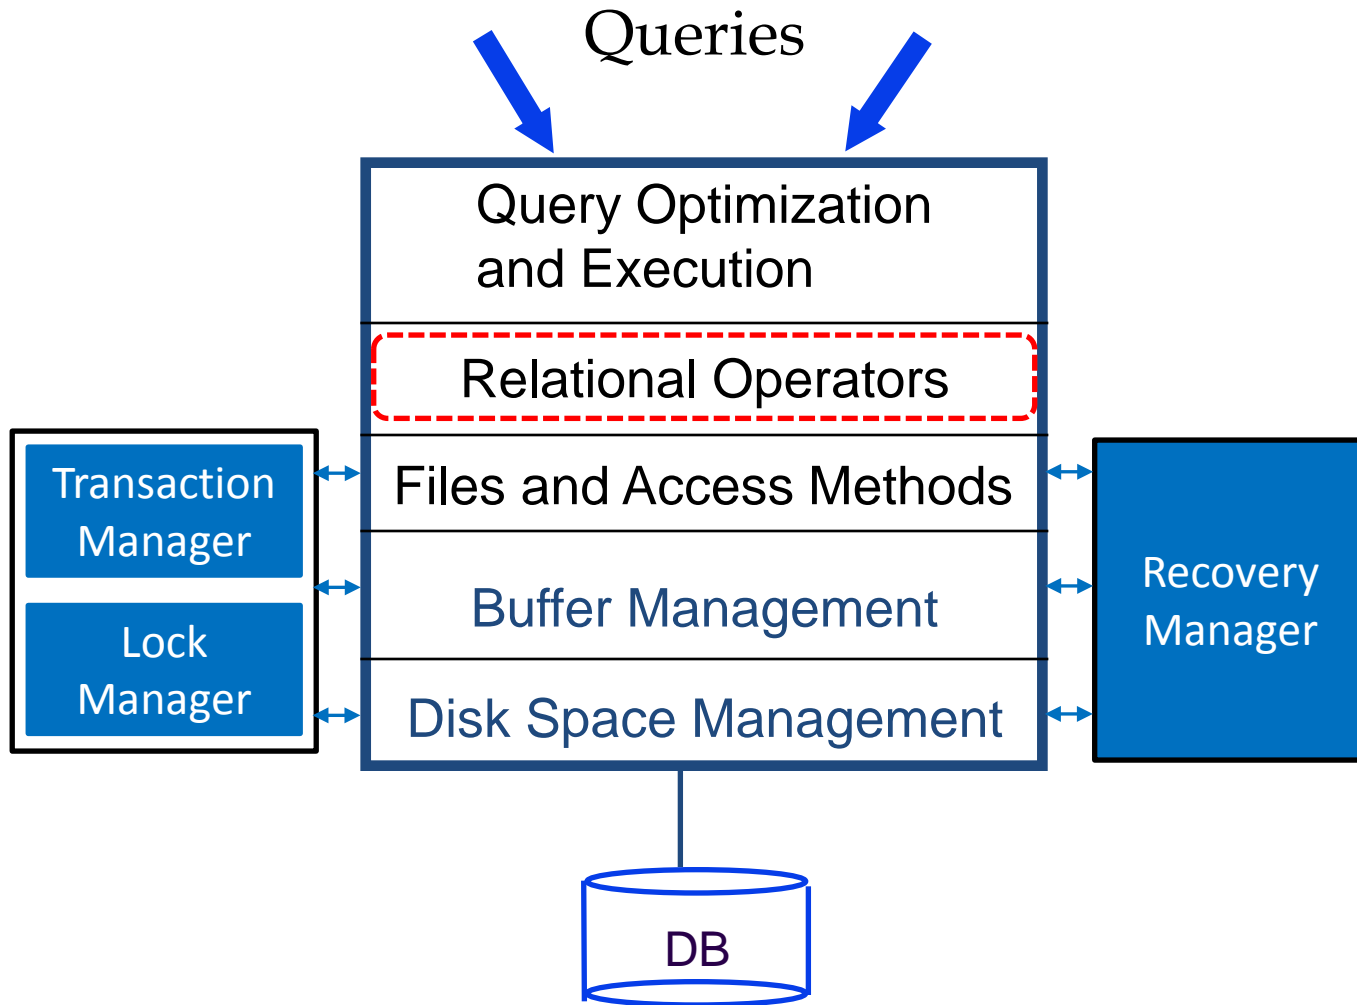 Queries
Query Optimization
and Execution
Relational Operators
Files and Access Methods
Buffer Management
Disk Space Management
Transaction
Manager
Lock
Manager
Recovery
Manager
DB